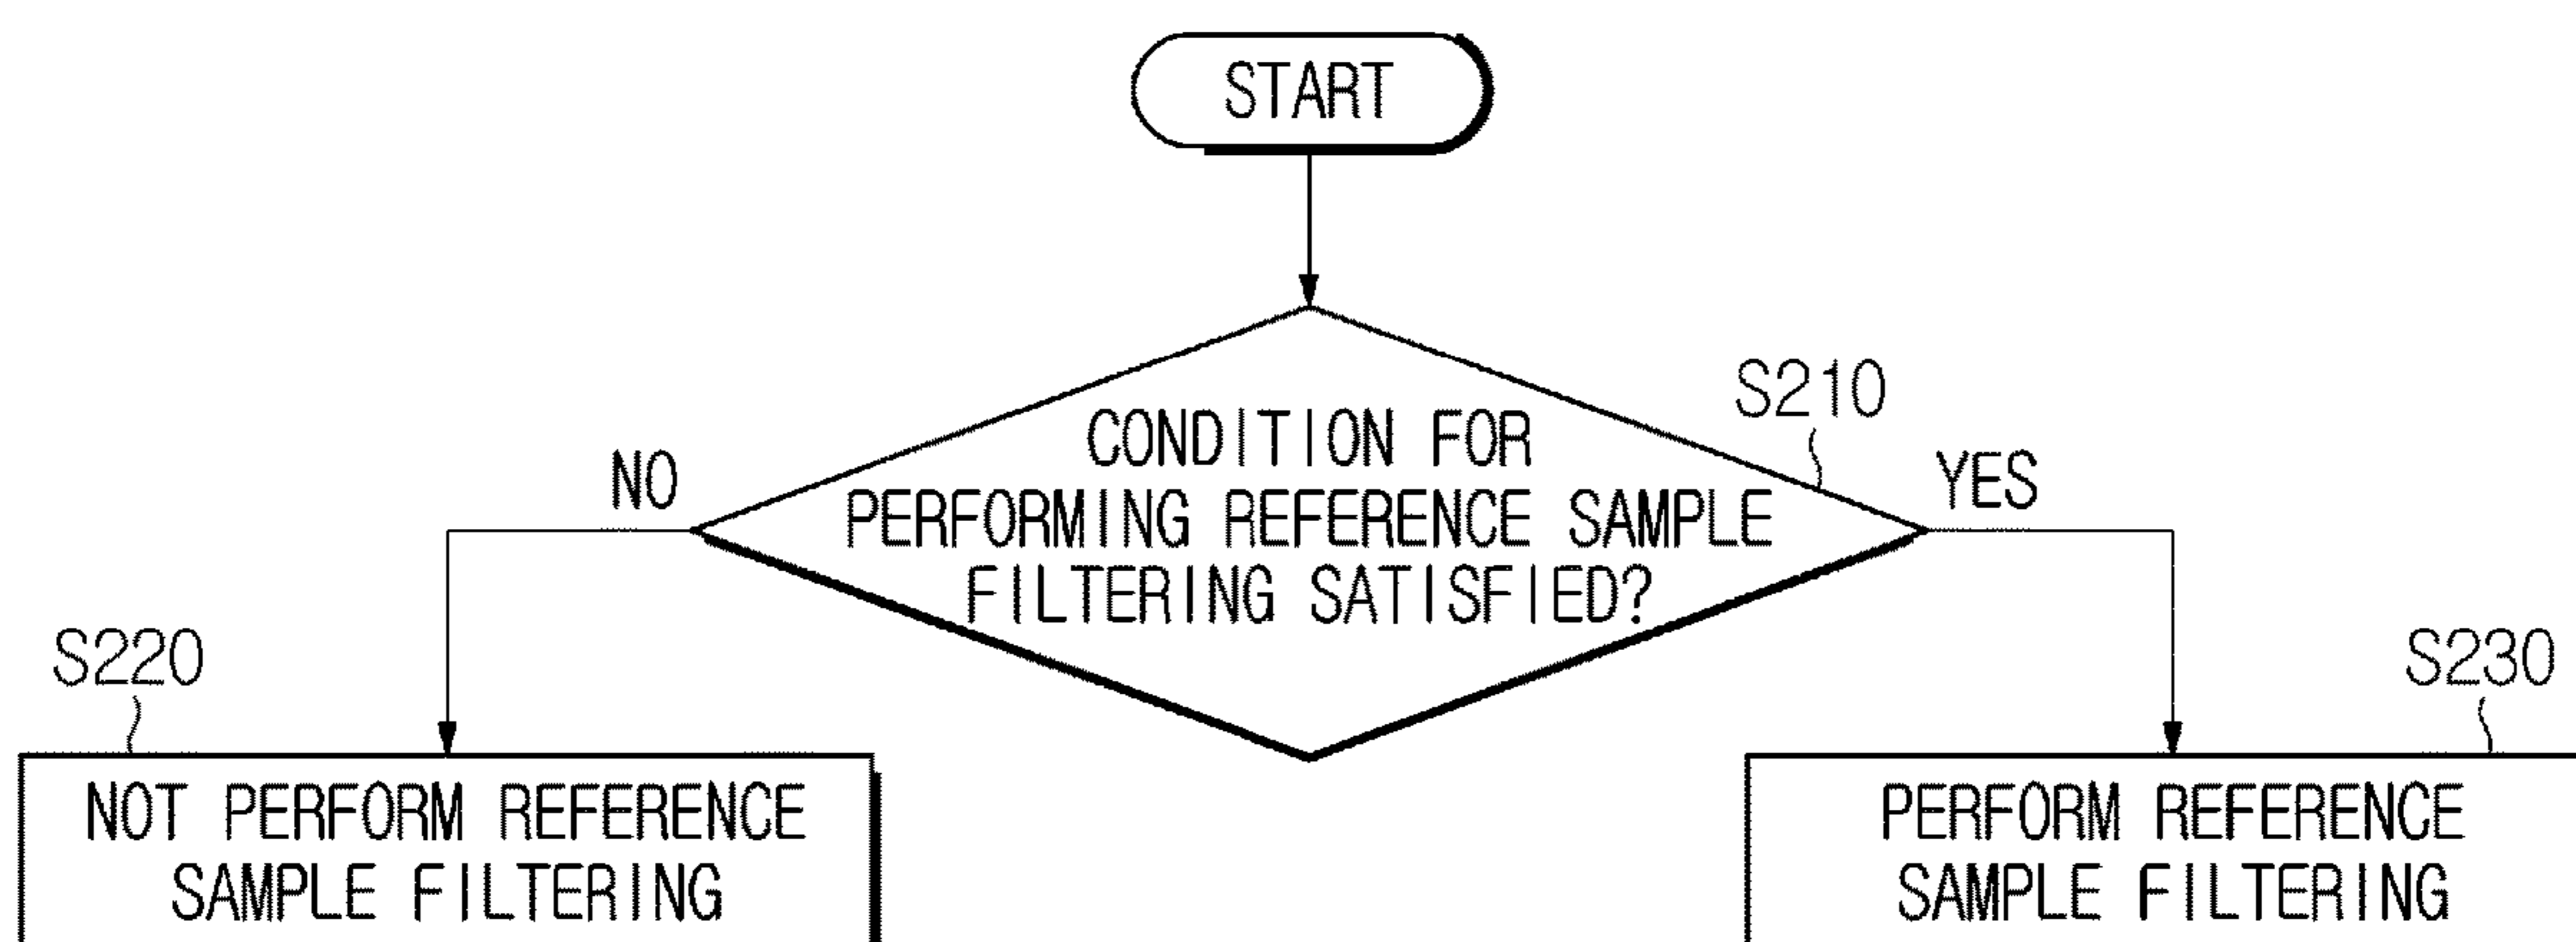 START
S210
CONDITION FOR
PERFORMING REFERENCE SAMPLE
FILTERING SATISFIED?
NO
YES
S220
NOT PERFORM REFERENCE
SAMPLE FILTERING
S230
PERFORM REFERENCE
SAMPLE FILTERING